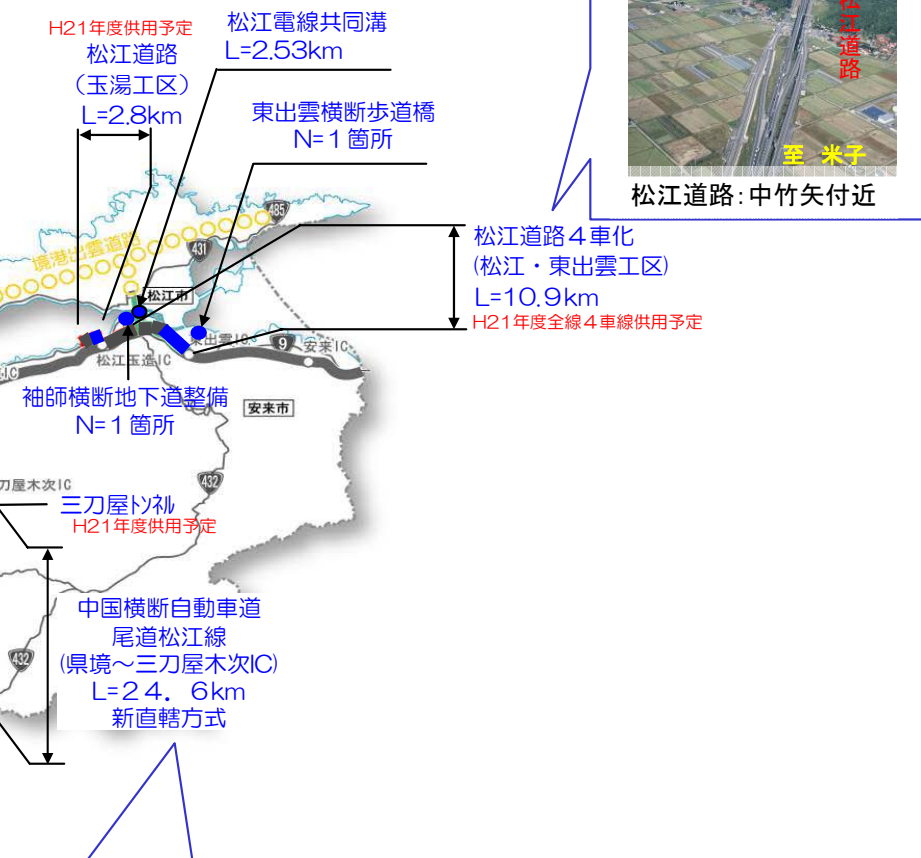 H21年度供用予定
松江道路
（玉湯工区）
L=2.8km
松江電線共同溝
L=2.53km
東出雲横断歩道橋
N=1箇所
松江道路
至 米子
松江道路：中竹矢付近
松江道路４車化
(松江・東出雲工区)
L=10.9km
H21年度全線４車線供用予定
境港出雲道路
485
431
松江市
松江玉造IC
東出雲IC
9
安来IC
IC
袖師横断地下道整備
N=1箇所
安来市
432
刀屋木次IC
三刀屋ﾄﾝﾈﾙ
H21年度供用予定
中国横断自動車道
尾道松江線
(県境～三刀屋木次IC)
L=２４．６km
新直轄方式
432